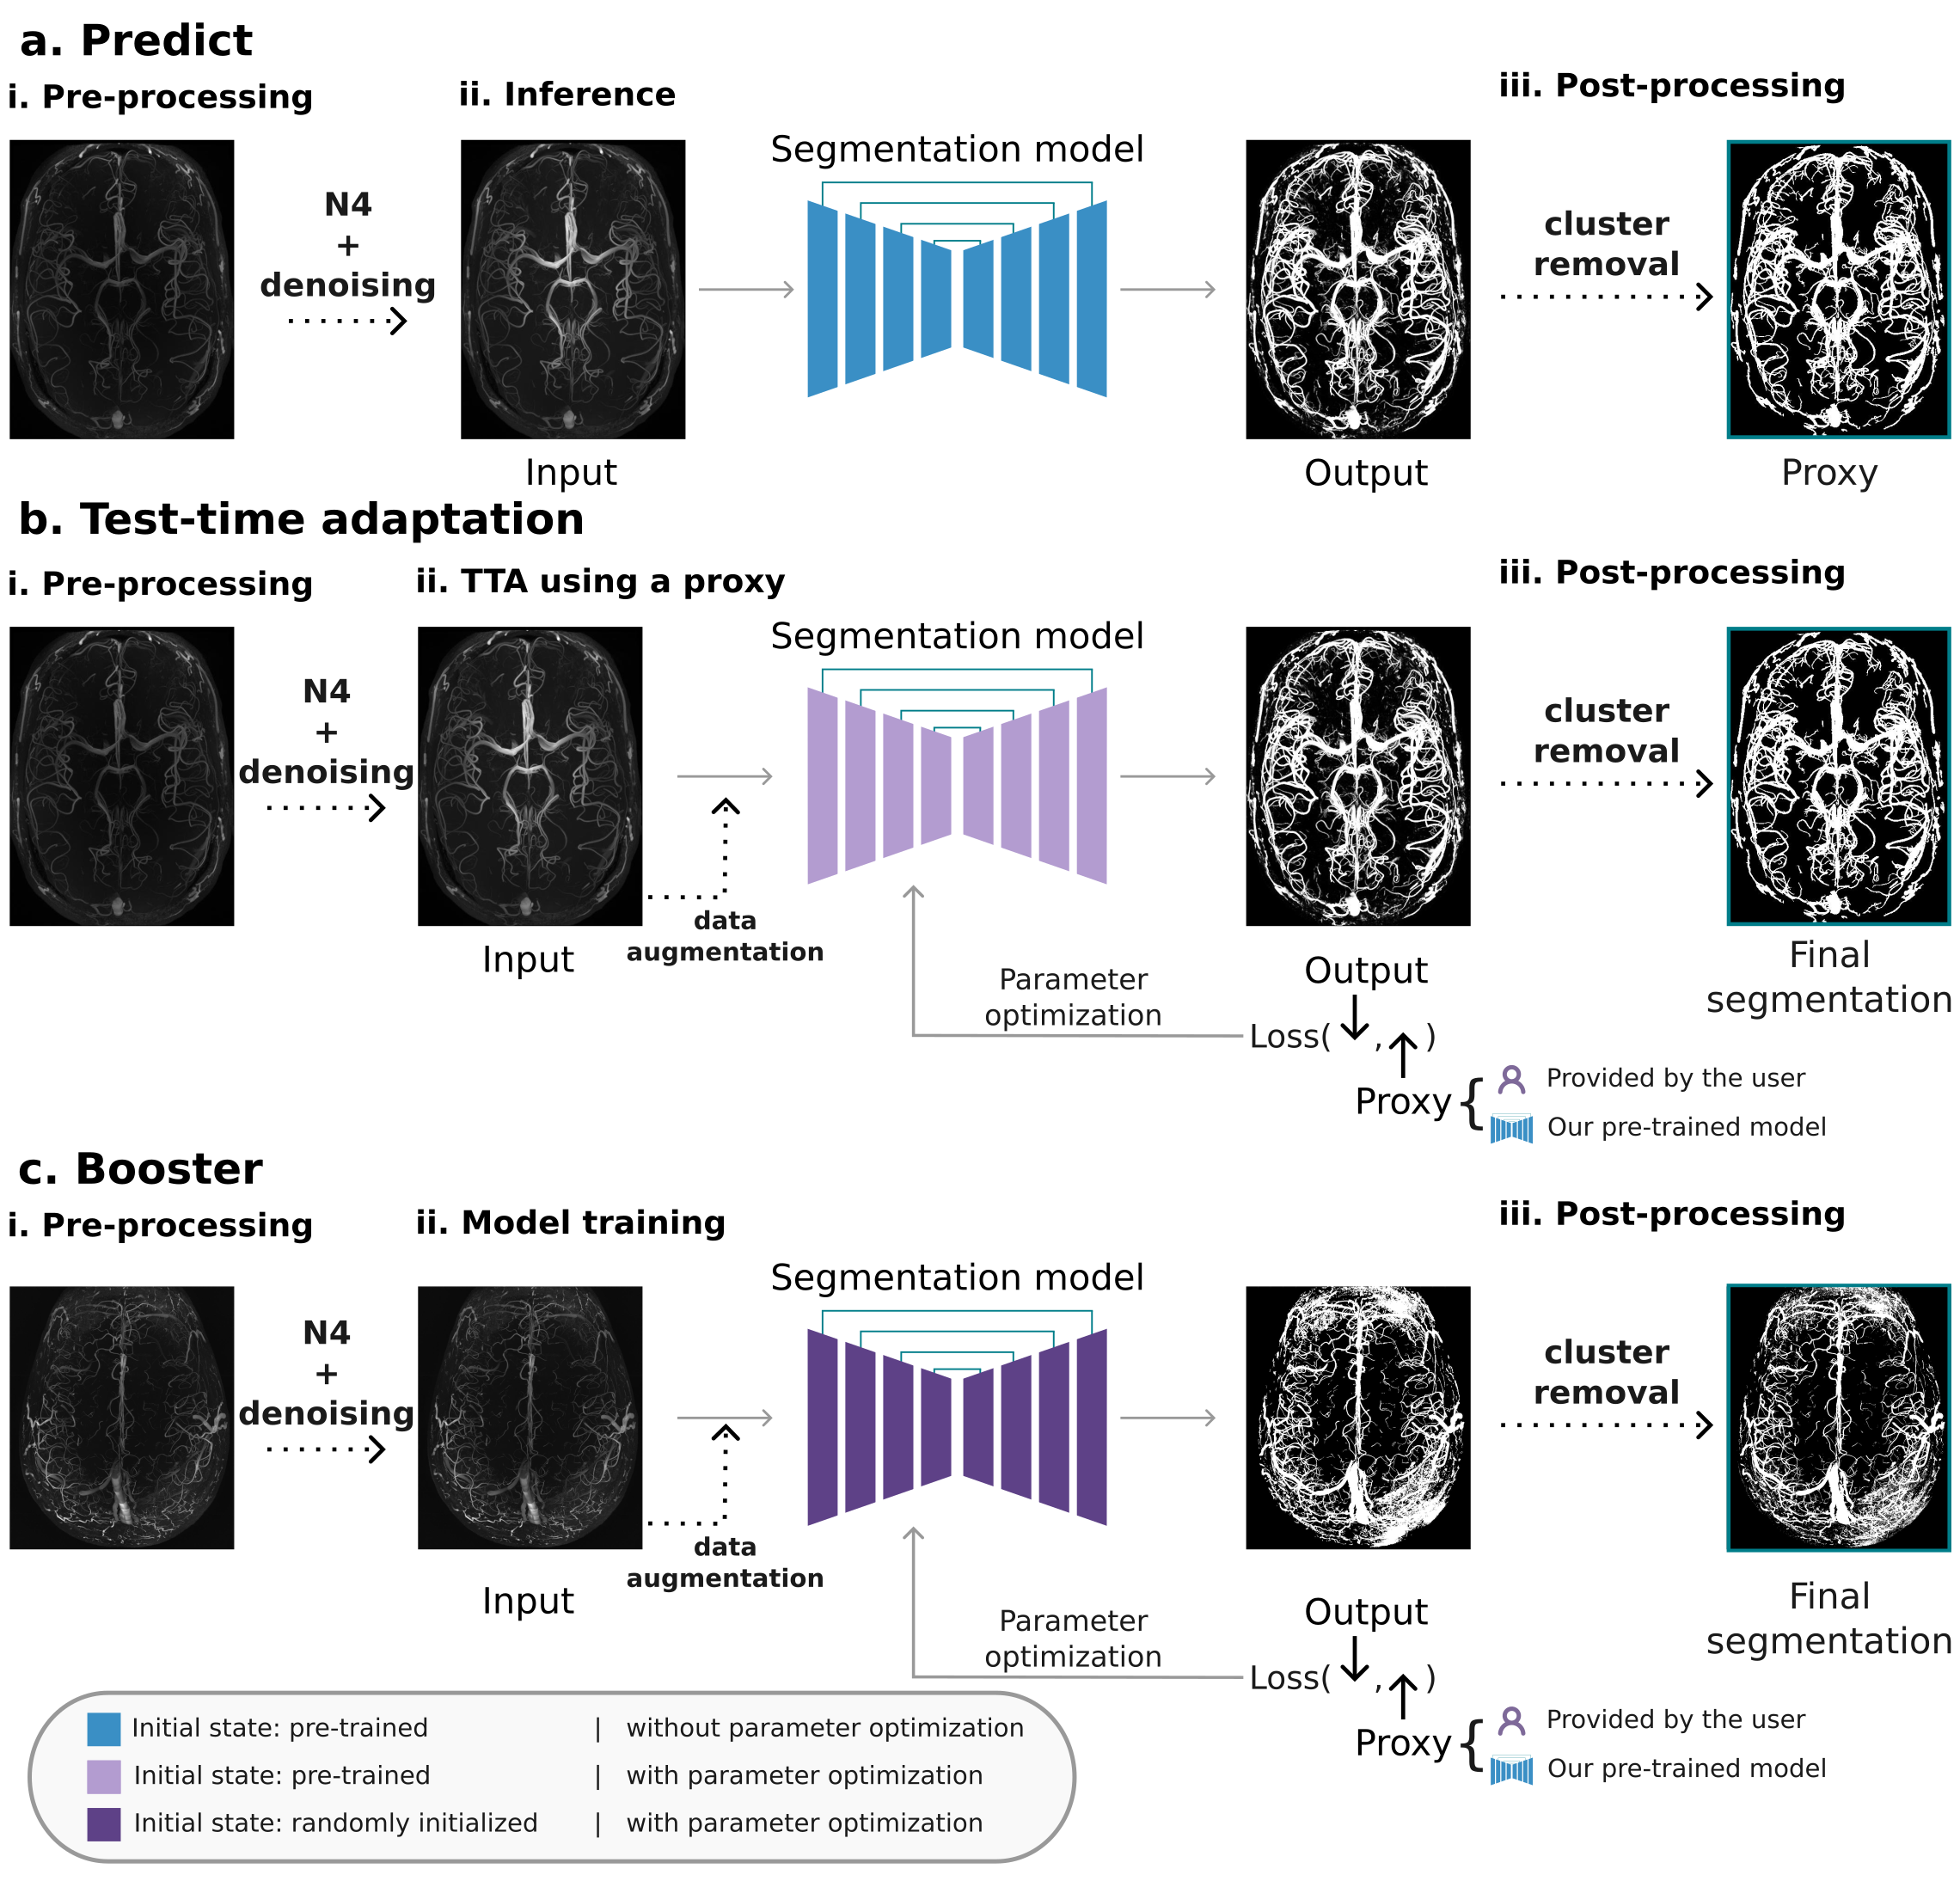 a. Predict
i. Pre-processing
ii. Inference
iii. Post-processing
Segmentation model
N4
+
denoising
cluster
removal
Input
Output
Proxy
b. Test-time adaptation
i. Pre-processing
ii. TTA using a proxy
iii. Post-processing
Segmentation model
N4
+
denoising
cluster
removal
data
augmentation
Input
Output
Final
segmentation
Parameter
optimization
Loss( , )
Proxy {
Provided by the user
Our pre-trained model
c. Booster
i. Pre-processing
ii. Model training
iii. Post-processing
Segmentation model
N4
+
denoising
cluster
removal
data
augmentation
Input
Output
Final
segmentation
Parameter
optimization
Loss( , )
Proxy {
Provided by the user
Our pre-trained model
Initial state: pre-trained | without parameter optimization
Initial state: pre-trained | with parameter optimization
Initial state: randomly initialized | with parameter optimization